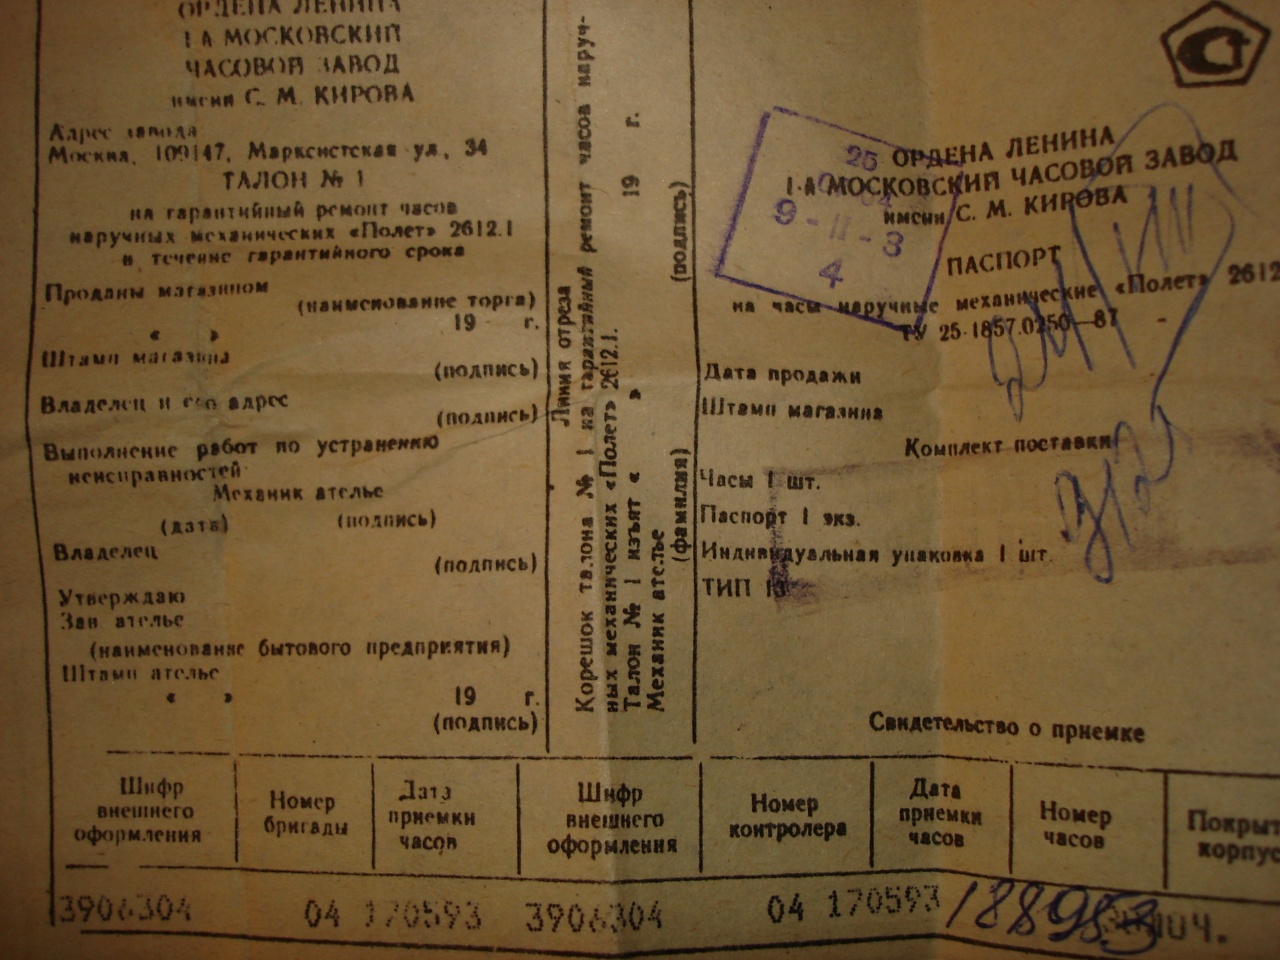 ОРДЕНА ЛЕНИНА
1-й МОСКОВСКИЙ
ЧАСОВОЙ ЗАВОД
имени С. М. КИРОВА
Адрес завода
Москва, 109147, Марксистская ул, 34
ТАЛОН № 1
на гарантийный ремонт часов
наручных механических «Полет» 2612.1
в течение гарантийного срока
Проданы магазином
(наименование торга)
« » 19 г.
Штамп магазина
(подпись)
Владелец и его адрес
(подпись)
Выполнение работ по устранению
неисправностей
Механик ателье
(дата) (подпись)
Владелец
(подпись)
Утверждаю
Зав ателье
(наименование бытового предприятия)
Штамп ателье
« » 19 г.
(подпись)
Линия отреза
Корешок талона № 1 на гарантийный ремонт часов наруч-
ных механических «Полет» 2612.1.
Талон № 1 изъят « » 19 г.
Механик ателье
(фамилия) (подпись)
ОРДЕНА ЛЕНИНА
1-й МОСКОВСКИЙ ЧАСОВОЙ ЗАВОД
имени С. М. КИРОВА
25
9-II-3
4
ПАСПОРТ
на часы наручные механические «Полет» 2612
ТУ 25-1857.0250—87
Дата продажи
Штамп магазина
Комплект поставки
Часы 1 шт.
Паспорт 1 экз.
Индивидуальная упаковка 1 шт.
ТИП
Свидетельство о приемке
Шифр внешнего оформления
Номер бригады
Дата приемки часов
Шифр внешнего оформления
Номер контролера
Дата приемки часов
Номер часов
Покрыт
корпус
3906304 04 170593 3906304 04 170593 188983